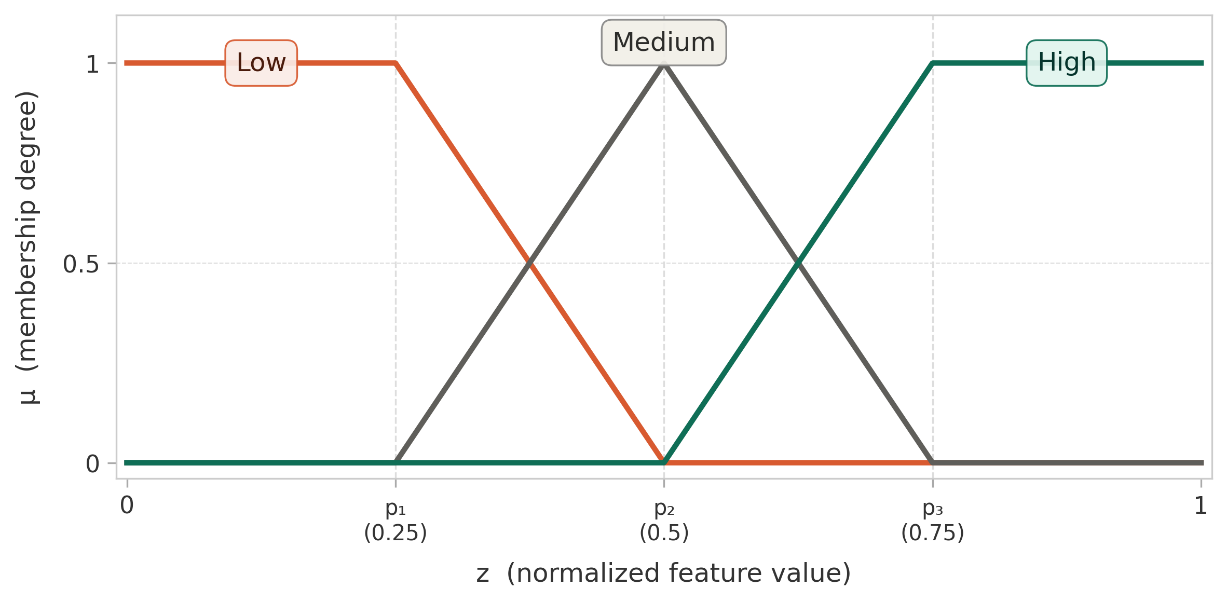 Medium
Low
High
1
0.5
0
μ (membership degree)
0
p₁
(0.25)
p₂
(0.5)
p₃
(0.75)
1
z (normalized feature value)